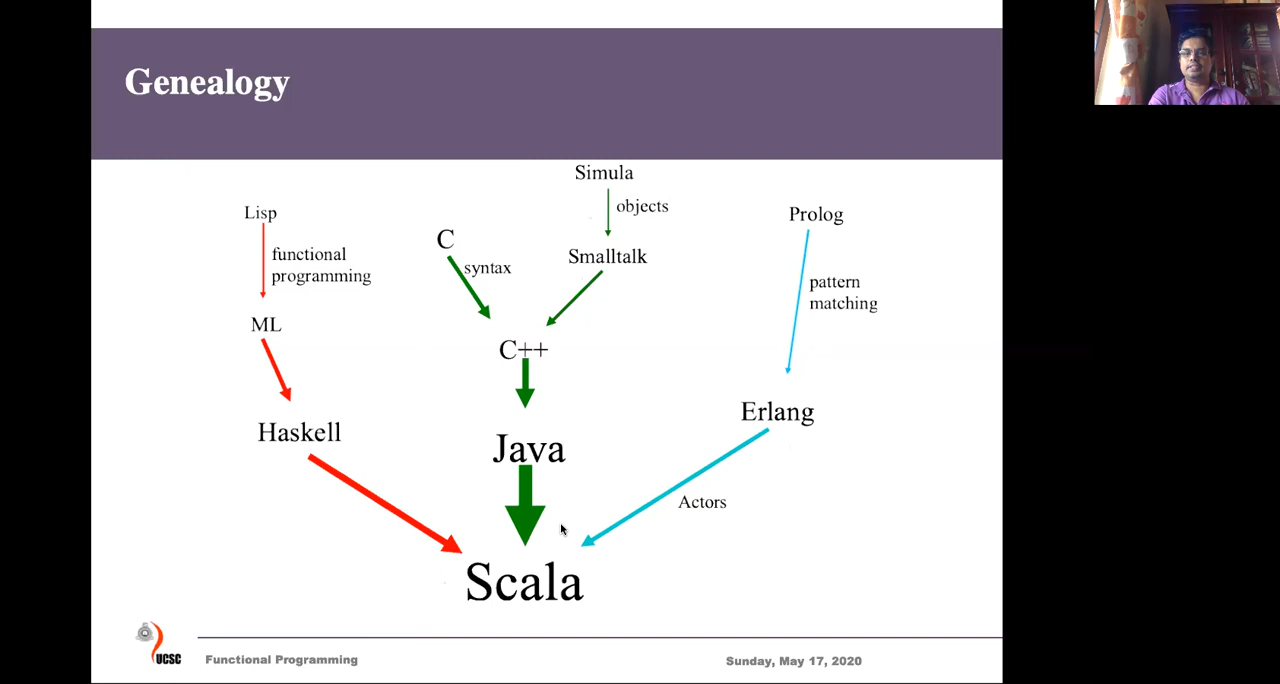 Genealogy
Simula
objects
Lisp
Prolog
C
syntax
Smalltalk
functional
programming
pattern
matching
ML
C++
Erlang
Haskell
Java
Actors
Scala
UCSC
Functional Programming
Sunday, May 17, 2020